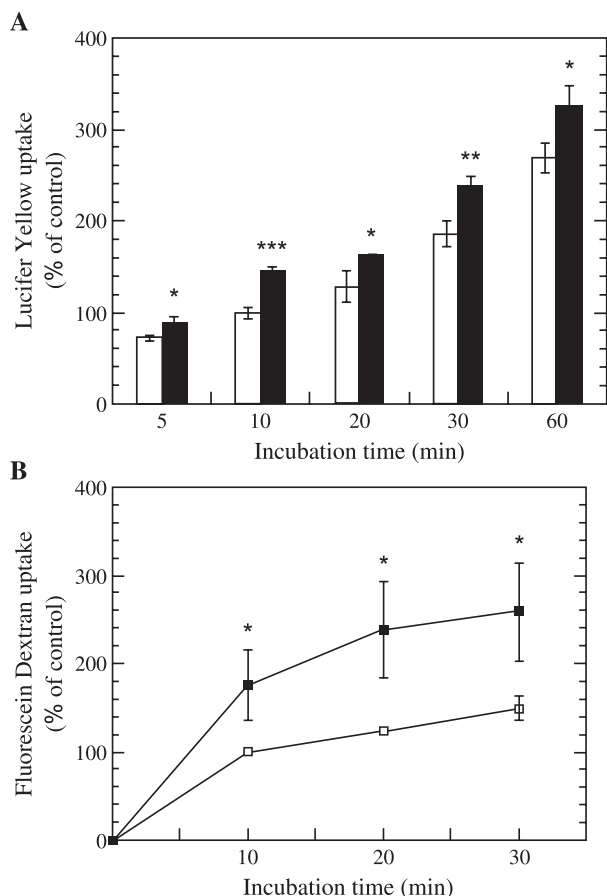 A
400
300
200
100
0
Lucifer Yellow uptake
(% of control)
*
***
*
**
*
5 10 20 30 60
Incubation time (min)
B
400
300
200
100
0
Fluorescein Dextran uptake
(% of control)
*
*
*
10 20 30
Incubation time (min)